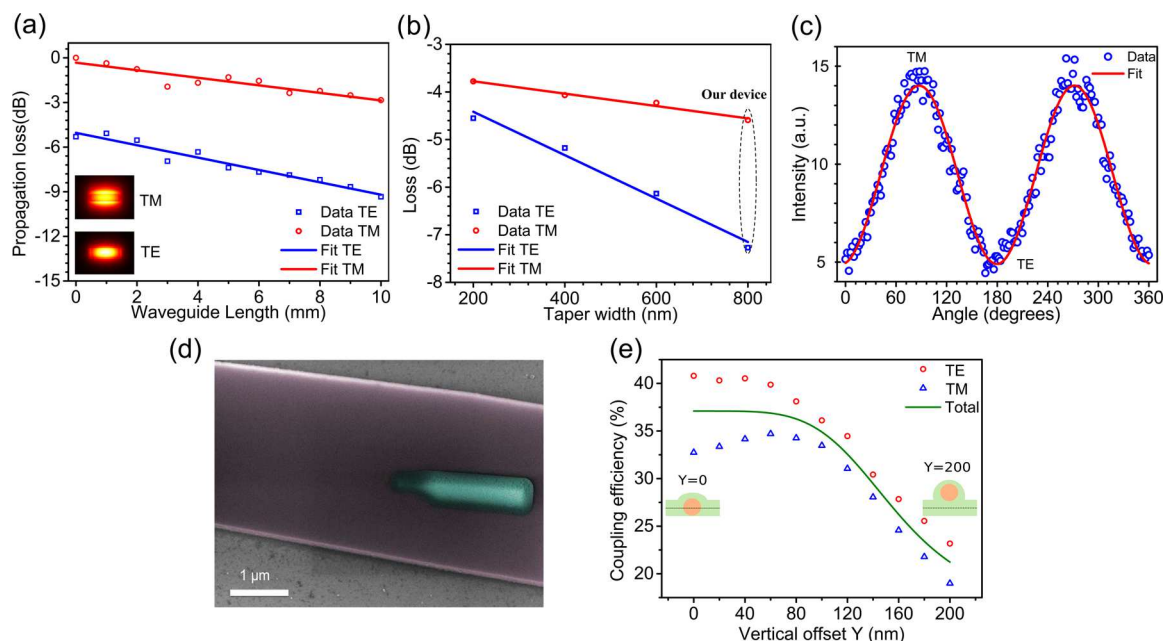 (a)
0
-3
-6
-9
-12
-15
Propagation loss(dB)
TM
TE
Data TE
Data TM
Fit TE
Fit TM
0 2 4 6 8 10
Waveguide Length (mm)
(b)
-3
-4
-5
-6
-7
-8
Loss (dB)
Our device
Data TE
Data TM
Fit TE
Fit TM
200 400 600 800
Taper width (nm)
(c)
15
10
5
Intensity (a.u.)
TM
Data
Fit
TE
0 60 120 180 240 300 360
Angle (degrees)
(d)
1 μm
(e)
40
35
30
25
20
Coupling efficiency (%)
TE
TM
Total
Y=0
Y=200
0 40 80 120 160 200
Vertical offset Y (nm)